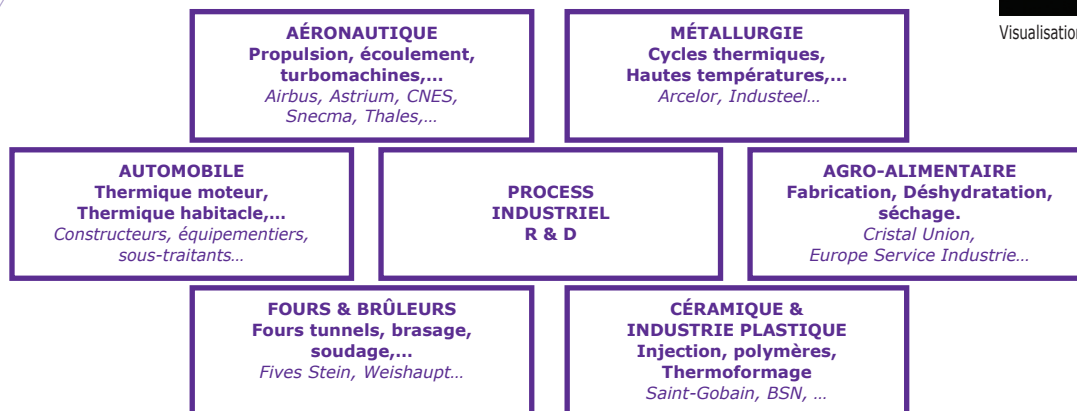 Visualisation
AÉRONAUTIQUE
Propulsion, écoulement,
turbomachines,...
Airbus, Astrium, CNES,
Snecma, Thales,...
MÉTALLURGIE
Cycles thermiques,
Hautes températures,...
Arcelor, Industeel...
AUTOMOBILE
Thermique moteur,
Thermique habitacle,...
Constructeurs, équipementiers,
sous-traitants...
PROCESS
INDUSTRIEL
R & D
AGRO-ALIMENTAIRE
Fabrication, Déshydratation,
séchage.
Cristal Union,
Europe Service Industrie...
FOURS & BRÛLEURS
Fours tunnels, brasage,
soudage,...
Fives Stein, Weishaupt...
CÉRAMIQUE &
INDUSTRIE PLASTIQUE
Injection, polymères,
Thermoformage
Saint-Gobain, BSN, ...